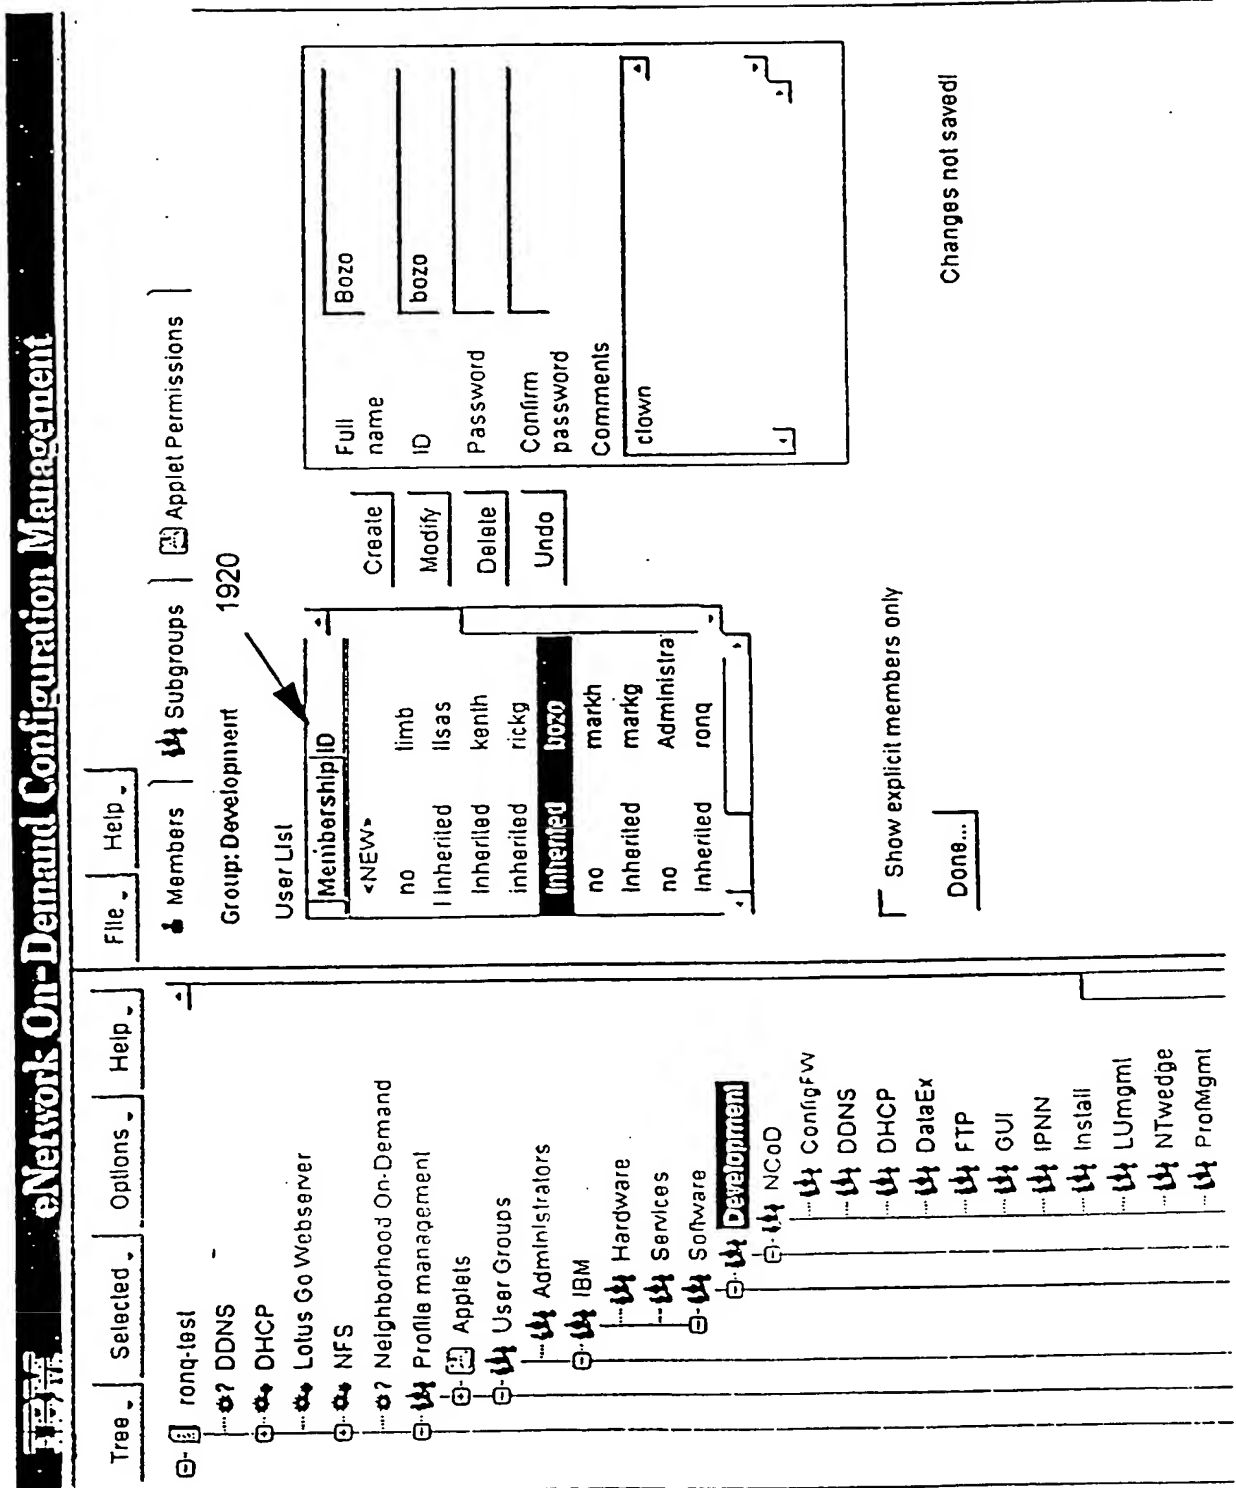 IBM eNetwork On-Demand Configuration Management
Tree Selected Options Help
ronq-test
? DDNS
DHCP
Lotus Go Webserver
NFS
? Neighborhood On-Demand
Profile management
Applets
User Groups
Administrators
IBM
Hardware
Services
Software
Development
NCoD
ConfigFW
DDNS
DHCP
DataEx
FTP
GUI
IPNN
Install
LUmgmt
NTwedge
ProfMgmt
File Help
Members Subgroups Applet Permissions
Group: Development
1920
User List
Membership ID
<NEW>
no timb
Inherited lisas
Inherited kenth
inherited rickg
Inherited bozo
no markh
Inherited markg
no Administra
Inherited ronq
Create
Modify
Delete
Undo
Full name Bozo
ID bozo
Password
Confirm password
Comments
clown
Show explicit members only
Done...
Changes not saved!